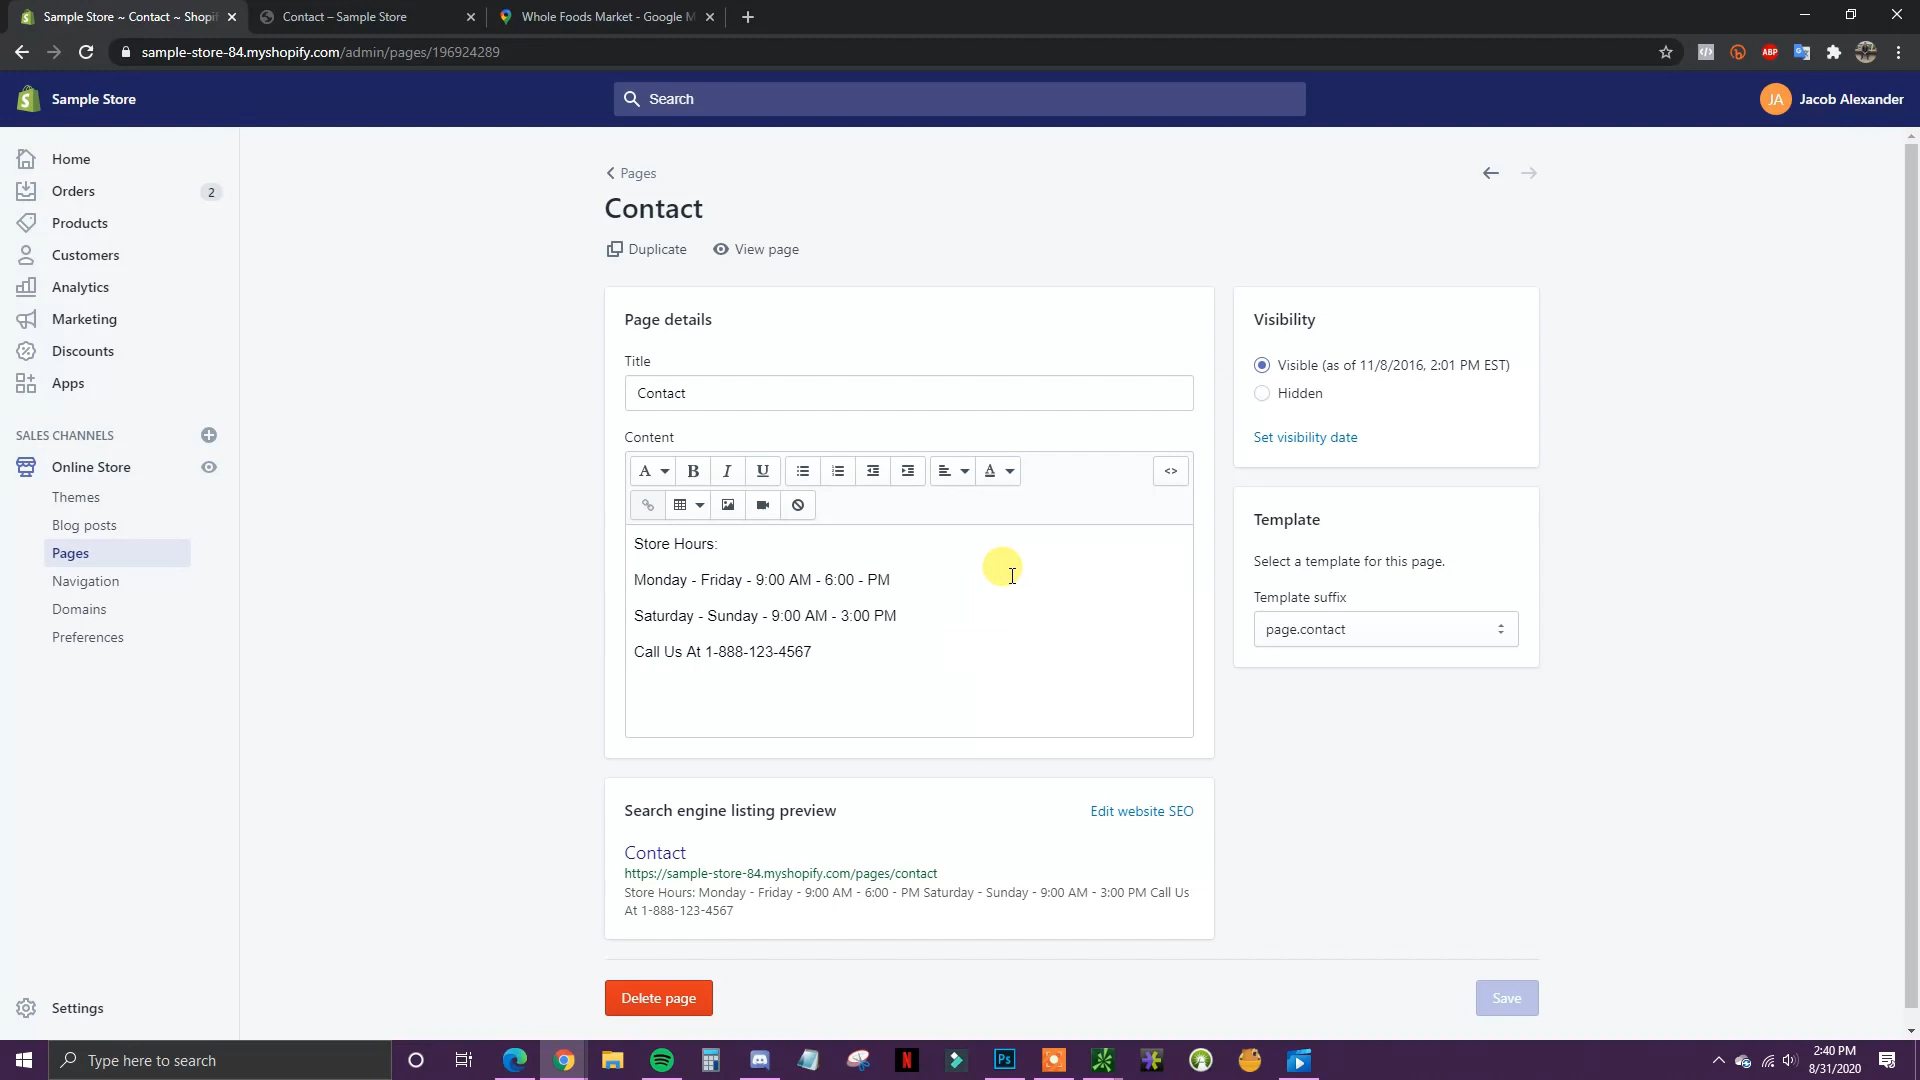 Sample Store ~ Contact ~ Shopif
Contact – Sample Store
Whole Foods Market - Google M
sample-store-84.myshopify.com/admin/pages/196924289
ABP
Sample Store
Search
JA
Jacob Alexander
Home
Orders
2
Products
Customers
Analytics
Marketing
Discounts
Apps
SALES CHANNELS
Online Store
Themes
Blog posts
Pages
Navigation
Domains
Preferences
Settings
Pages
Contact
Duplicate
View page
Page details
Title
Contact
Content
A
B
I
U
A
<>
Store Hours:
Monday - Friday - 9:00 AM - 6:00 - PM
Saturday - Sunday - 9:00 AM - 3:00 PM
Call Us At 1-888-123-4567
Visibility
Visible (as of 11/8/2016, 2:01 PM EST)
Hidden
Set visibility date
Template
Select a template for this page.
Template suffix
page.contact
Search engine listing preview
Edit website SEO
Contact
https://sample-store-84.myshopify.com/pages/contact
Store Hours: Monday - Friday - 9:00 AM - 6:00 - PM Saturday - Sunday - 9:00 AM - 3:00 PM Call Us
At 1-888-123-4567
Delete page
Save
Type here to search
N
Ps
2:40 PM
8/31/2020